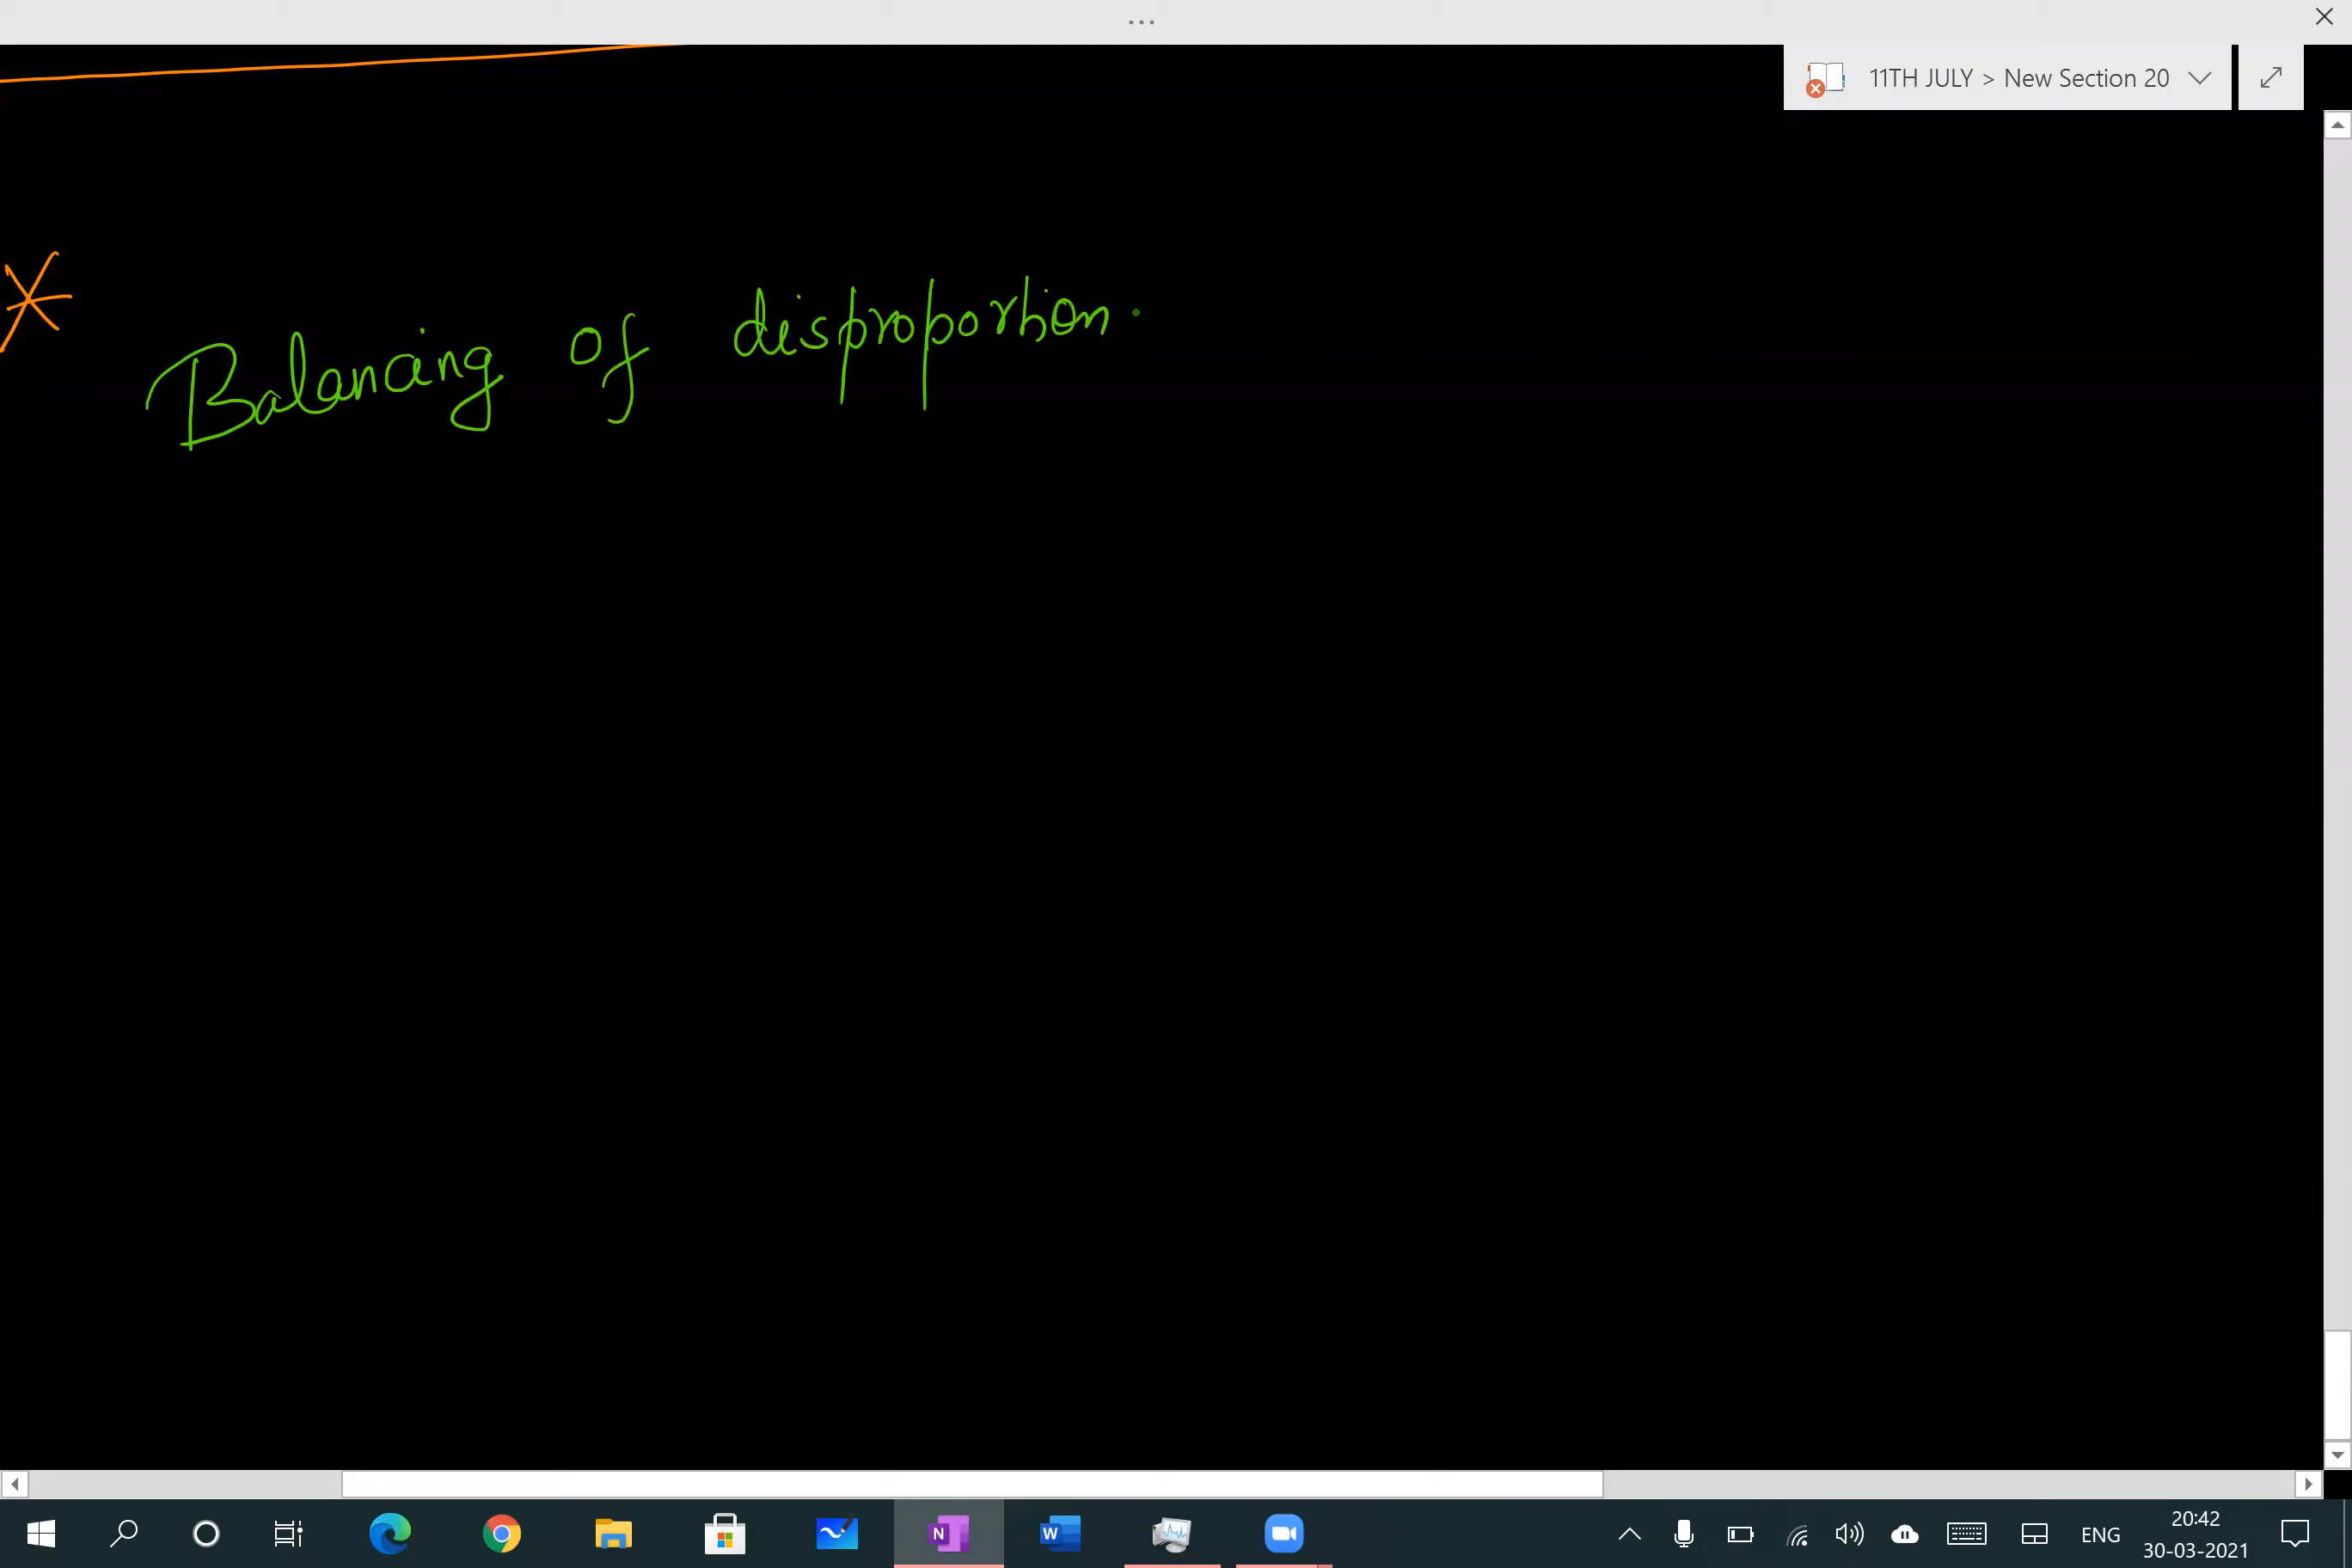 11TH JULY > New Section 20
Balancing of disproportion.
ENG
20:42
30-03-2021